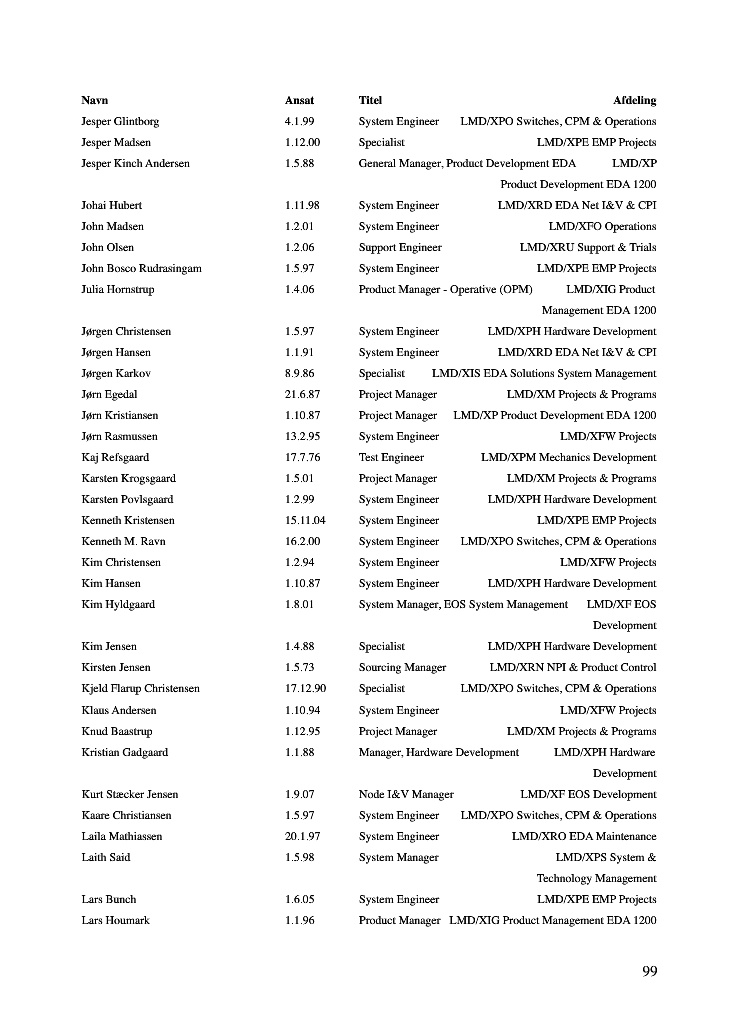 Navn Ansat Titel Afdeling
Jesper Glintborg 4.1.99 System Engineer LMD/XPO Switches, CPM & Operations
Jesper Madsen 1.12.00 Specialist LMD/XPE EMP Projects
Jesper Kinch Andersen 1.5.88 General Manager, Product Development EDA LMD/XP
Product Development EDA 1200
Johai Hubert 1.11.98 System Engineer LMD/XRD EDA Net I&V & CPI
John Madsen 1.2.01 System Engineer LMD/XFO Operations
John Olsen 1.2.06 Support Engineer LMD/XRU Support & Trials
John Bosco Rudrasingam 1.5.97 System Engineer LMD/XPE EMP Projects
Julia Hornstrup 1.4.06 Product Manager - Operative (OPM) LMD/XIG Product
Management EDA 1200
Jørgen Christensen 1.5.97 System Engineer LMD/XPH Hardware Development
Jørgen Hansen 1.1.91 System Engineer LMD/XRD EDA Net I&V & CPI
Jørgen Karkov 8.9.86 Specialist LMD/XIS EDA Solutions System Management
Jørn Egedal 21.6.87 Project Manager LMD/XM Projects & Programs
Jørn Kristiansen 1.10.87 Project Manager LMD/XP Product Development EDA 1200
Jørn Rasmussen 13.2.95 System Engineer LMD/XFW Projects
Kaj Refsgaard 17.7.76 Test Engineer LMD/XPM Mechanics Development
Karsten Krogsgaard 1.5.01 Project Manager LMD/XM Projects & Programs
Karsten Povlsgaard 1.2.99 System Engineer LMD/XPH Hardware Development
Kenneth Kristensen 15.11.04 System Engineer LMD/XPE EMP Projects
Kenneth M. Ravn 16.2.00 System Engineer LMD/XPO Switches, CPM & Operations
Kim Christensen 1.2.94 System Engineer LMD/XFW Projects
Kim Hansen 1.10.87 System Engineer LMD/XPH Hardware Development
Kim Hyldgaard 1.8.01 System Manager, EOS System Management LMD/XF EOS
Development
Kim Jensen 1.4.88 Specialist LMD/XPH Hardware Development
Kirsten Jensen 1.5.73 Sourcing Manager LMD/XRN NPI & Product Control
Kjeld Flarup Christensen 17.12.90 Specialist LMD/XPO Switches, CPM & Operations
Klaus Andersen 1.10.94 System Engineer LMD/XFW Projects
Knud Baastrup 1.12.95 Project Manager LMD/XM Projects & Programs
Kristian Gadgaard 1.1.88 Manager, Hardware Development LMD/XPH Hardware
Development
Kurt Stæcker Jensen 1.9.07 Node I&V Manager LMD/XF EOS Development
Kaare Christiansen 1.5.97 System Engineer LMD/XPO Switches, CPM & Operations
Laila Mathiassen 20.1.97 System Engineer LMD/XRO EDA Maintenance
Laith Said 1.5.98 System Manager LMD/XPS System &
Technology Management
Lars Bunch 1.6.05 System Engineer LMD/XPE EMP Projects
Lars Houmark 1.1.96 Product Manager LMD/XIG Product Management EDA 1200
99